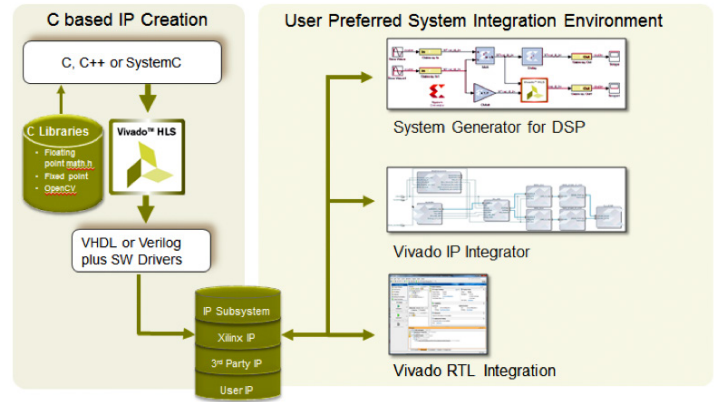 C based IP Creation
User Preferred System Integration Environment
C, C++ or SystemC
C Libraries
• Floating
point math.h
• Fixed point
• OpenCV
Vivado™ HLS
VHDL or Verilog
plus SW Drivers
IP Subsystem
Xilinx IP
3rd Party IP
User IP
System Generator for DSP
Vivado IP Integrator
Vivado RTL Integration